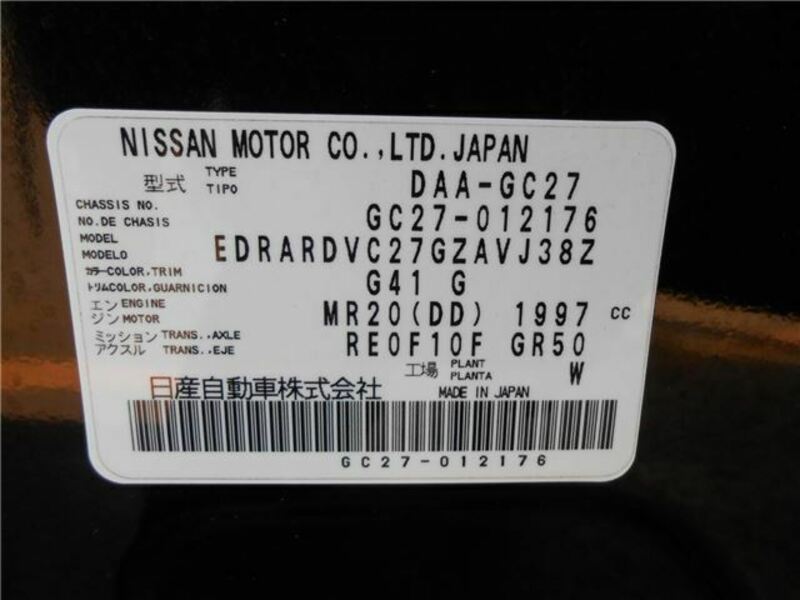 NISSAN MOTOR CO.,LTD.JAPAN
型式 TYPE TIPO DAA-GC27
CHASSIS NO. NO.DE CHASIS GC27-012176
MODEL MODELO EDRARDVC27GZAVJ38Z
カラーCOLOR,TRIM トリムCOLOR,GUARNICION G41 G
エンジン ENGINE MOTOR MR20(DD) 1997 CC
ミッション TRANS.,AXLE アクスル TRANS.,EJE RE0F10F GR50
工場 PLANT PLANTA W
日産自動車株式会社 MADE IN JAPAN
GC27-012176